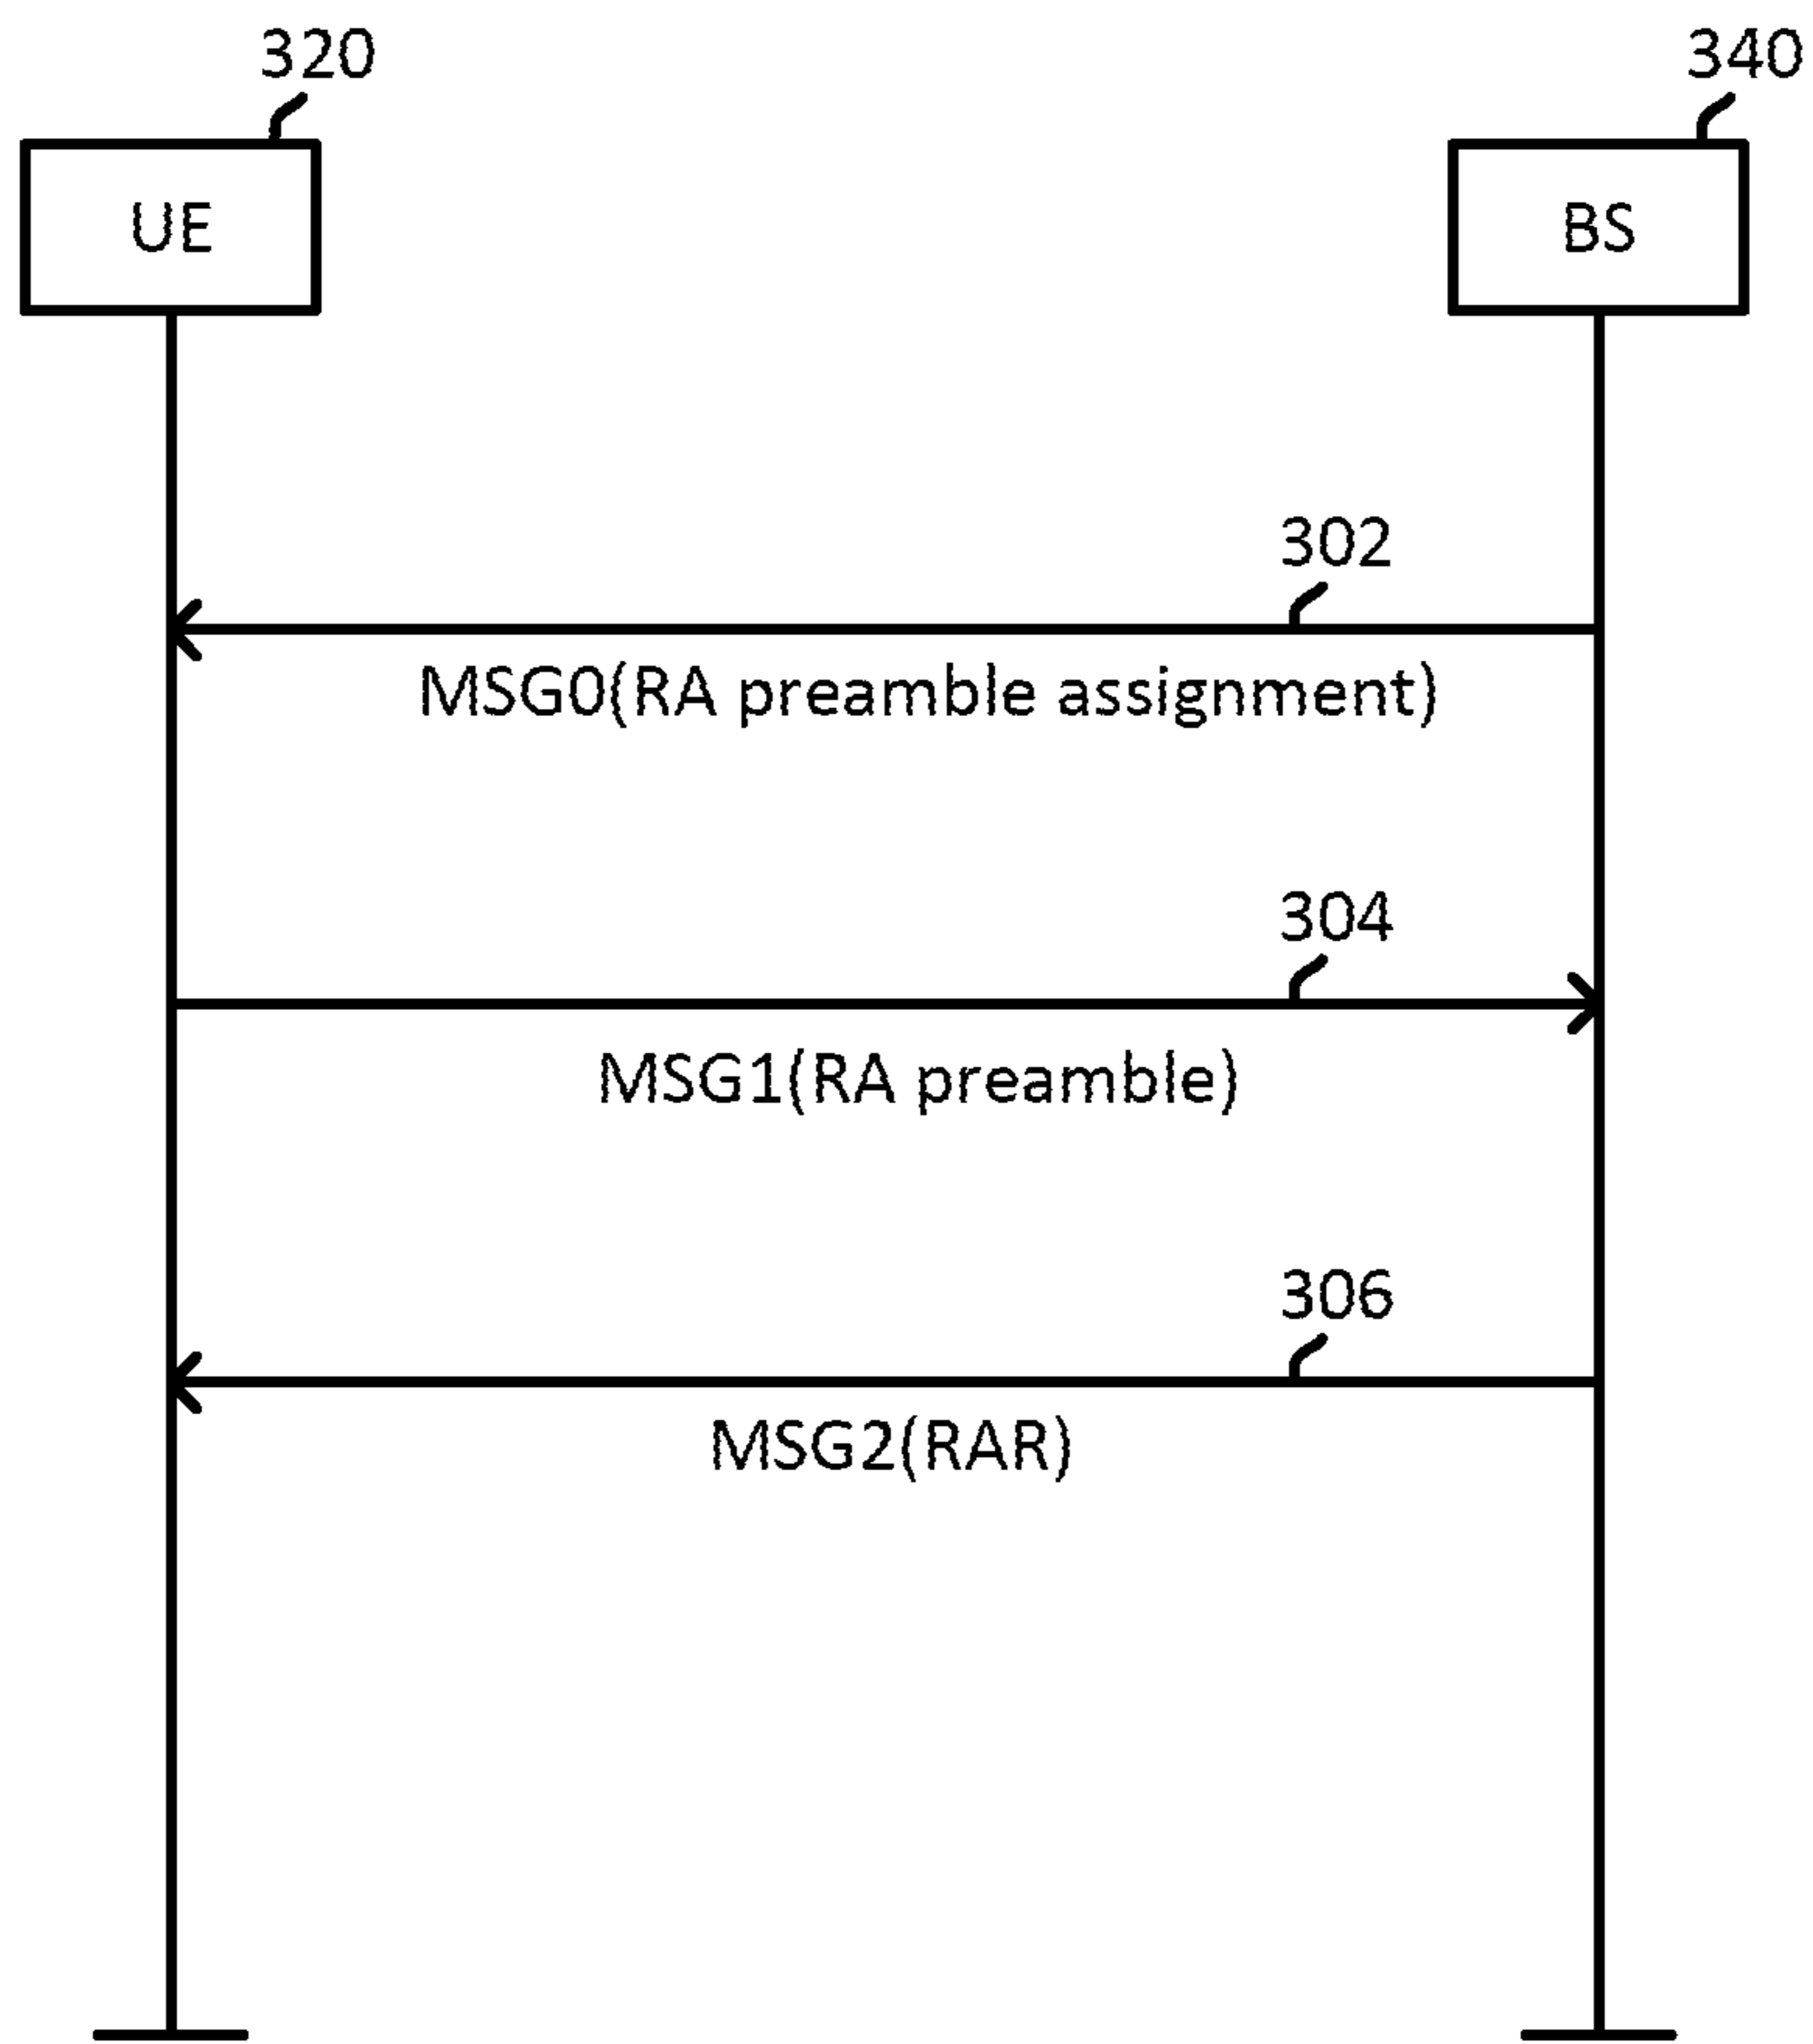 320
340
UE
BS
302
MSG0(RA preamble assignment)
304
MSG1(RA preamble)
306
MSG2(RAR)